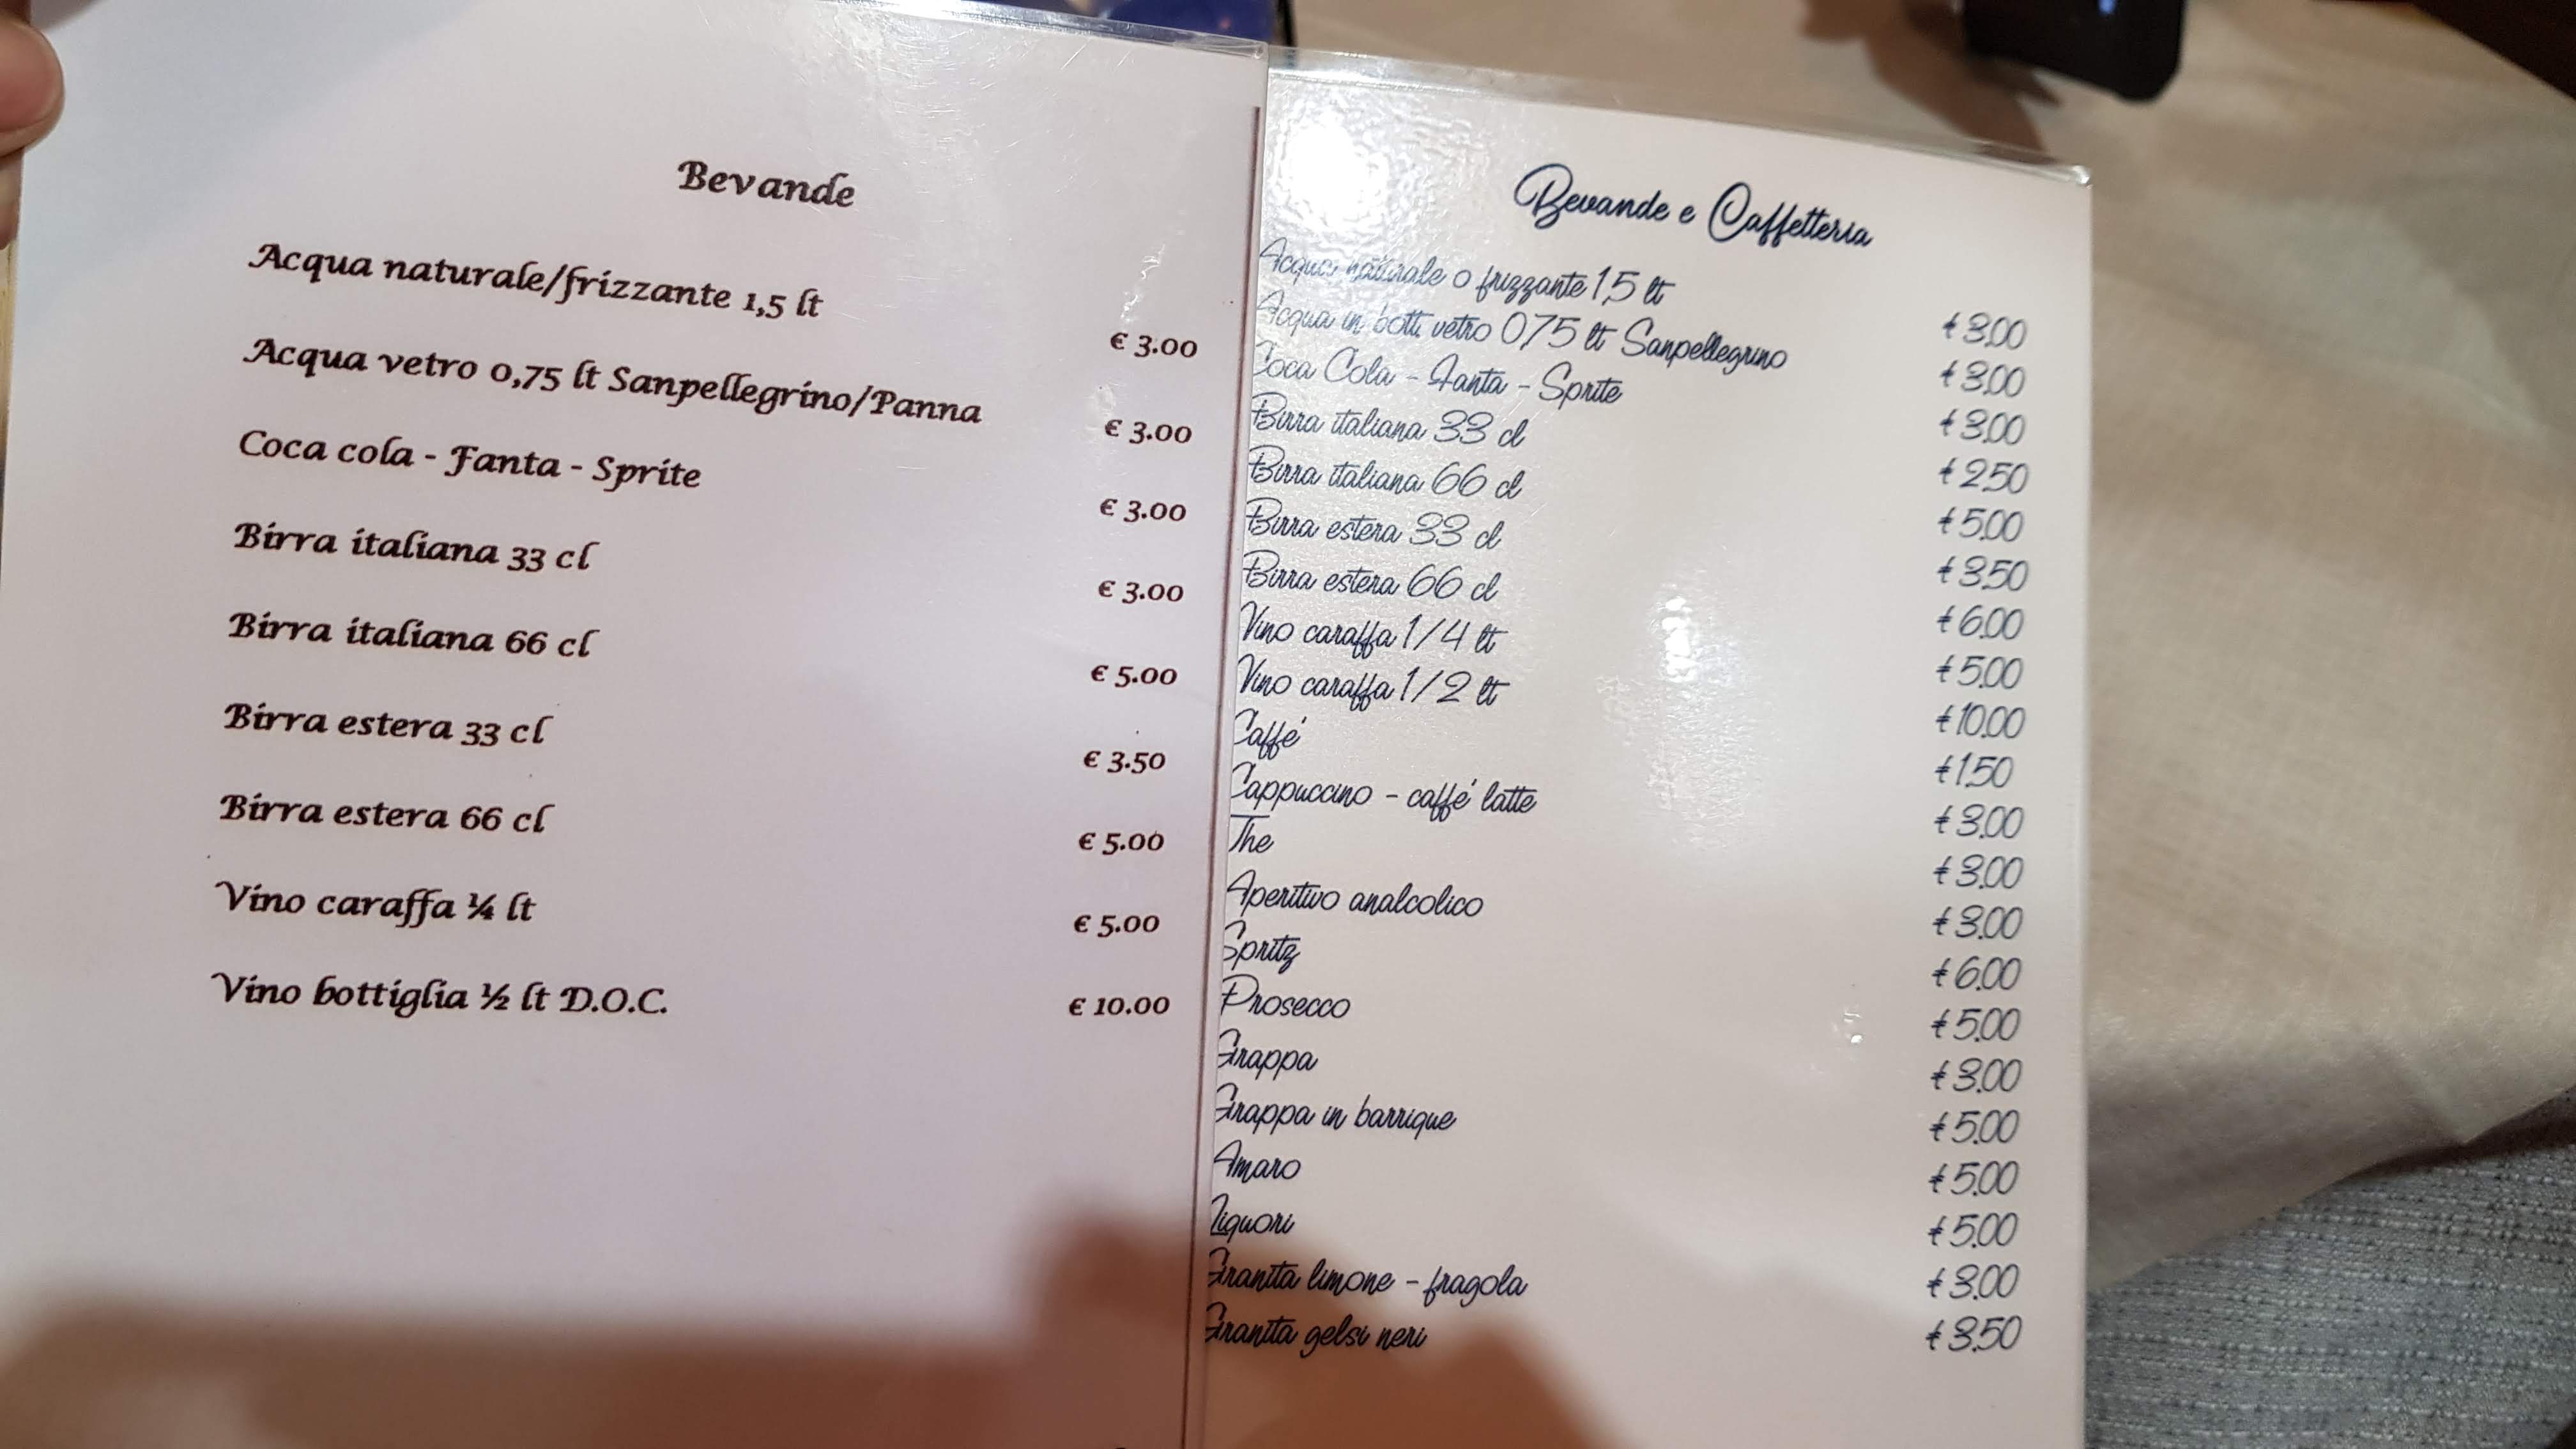 Bevande
Acqua naturale/frizzante 1,5 lt € 3.00
Acqua vetro 0,75 lt Sanpellegrino/Panna € 3.00
Coca cola - Fanta - Sprite € 3.00
Birra italiana 33 cl € 3.00
Birra italiana 66 cl € 5.00
Birra estera 33 cl € 3.50
Birra estera 66 cl € 5.00
Vino caraffa ¼ lt € 5.00
Vino bottiglia ½ lt D.O.C. € 10.00
Bevande e Caffetteria
Acqua naturale o frizzante 1,5 lt € 3.00
Acqua in bott. vetro 0,75 lt Sanpellegrino € 3.00
Coca Cola - Fanta - Sprite € 3.00
Birra italiana 33 cl € 2.50
Birra italiana 66 cl € 5.00
Birra estera 33 cl € 3.50
Birra estera 66 cl € 6.00
Vino caraffa 1/4 lt € 5.00
Vino caraffa 1/2 lt € 10.00
Caffe' € 1.50
Cappuccino - caffe' latte € 3.00
The € 3.00
Aperitivo analcolico € 3.00
Spritz € 6.00
Prosecco € 5.00
Grappa € 3.00
Grappa in barrique € 5.00
Amaro € 5.00
Liquori € 5.00
Granita limone - fragola € 3.00
Granita gelsi neri € 3.50